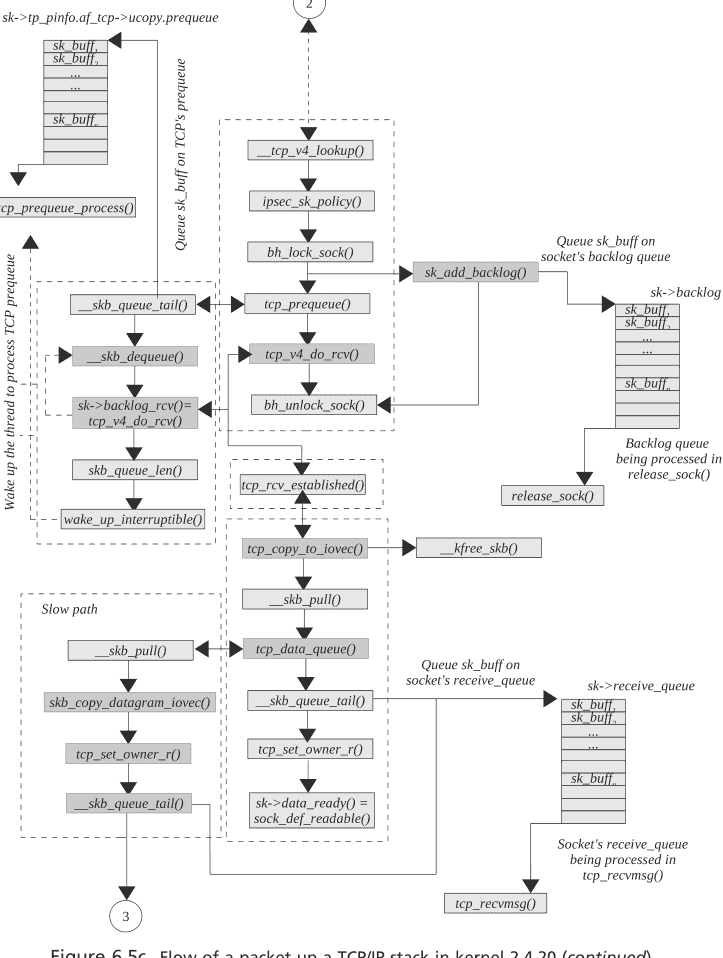 2
sk->tp_pinfo.af_tcp->ucopy.prequeue
sk_buff
sk_buff
...
...
sk_buff
Queue sk_buff on TCP's prequeue
tcp_prequeue_process()
__tcp_v4_lookup()
ipsec_sk_policy()
bh_lock_sock()
tcp_prequeue()
tcp_v4_do_rcv()
bh_unlock_sock()
sk_add_backlog()
Queue sk_buff on
socket's backlog queue
sk->backlog
sk_buff
sk_buff
...
...
sk_buff
Backlog queue
being processed in
release_sock()
release_sock()
Wake up the thread to process TCP prequeue
__skb_queue_tail()
__skb_dequeue()
sk->backlog_rcv()=
tcp_v4_do_rcv()
skb_queue_len()
wake_up_interruptible()
tcp_rcv_established()
tcp_copy_to_iovec()
__kfree_skb()
__skb_pull()
tcp_data_queue()
__skb_queue_tail()
tcp_set_owner_r()
sk->data_ready() =
sock_def_readable()
Slow path
__skb_pull()
skb_copy_datagram_iovec()
tcp_set_owner_r()
__skb_queue_tail()
3
Queue sk_buff on
socket's receive_queue
sk->receive_queue
sk_buff
sk_buff
...
...
sk_buff
Socket's receive_queue
being processed in
tcp_recvmsg()
tcp_recvmsg()
Figure 6.5c Flow of a packet up a TCP/IP stack in kernel 2.4.20 (continued)